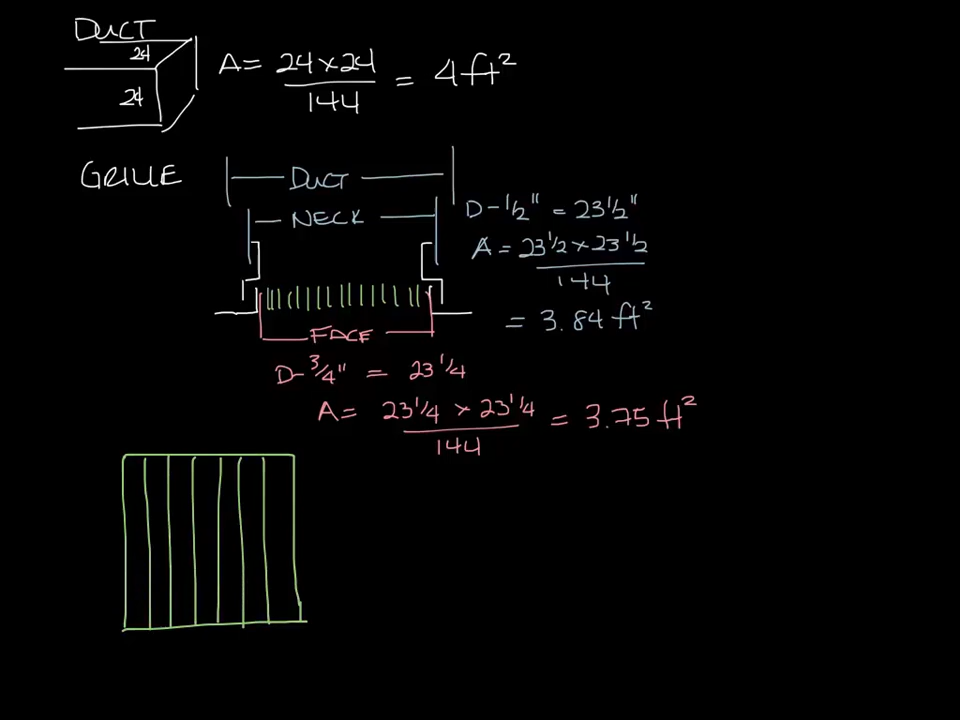 DUCT
24
24
A = 24 x 24 / 144 = 4 ft²
GRILLE
DUCT
NECK
D - 1/2" = 23 1/2"
A = 23 1/2 x 23 1/2 / 144
= 3.84 ft²
FACE
D - 3/4" = 23 1/4
A = 23 1/4 x 23 1/4 / 144 = 3.75 ft²